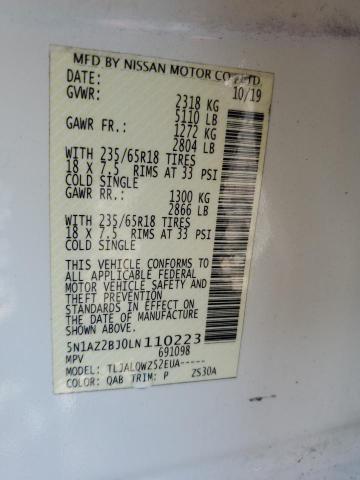 MFD BY NISSAN MOTOR CO., LTD.
DATE: 10/19
GVWR: 2318 KG
5110 LB
GAWR FR.: 1272 KG
2804 LB
WITH 235/65R18 TIRES
18 X 7.5 RIMS AT 33 PSI
COLD SINGLE
GAWR RR.: 1300 KG
2866 LB
WITH 235/65R18 TIRES
18 X 7.5 RIMS AT 33 PSI
COLD SINGLE
THIS VEHICLE CONFORMS TO
ALL APPLICABLE FEDERAL
MOTOR VEHICLE SAFETY AND
THEFT PREVENTION
STANDARDS IN EFFECT ON
THE DATE OF MANUFACTURE
SHOWN ABOVE.
5N1AZ2BJ0LN110223
MPV 691098
MODEL: TLJALQWZ52EUA-----
COLOR: QAB TRIM: P ZS30A